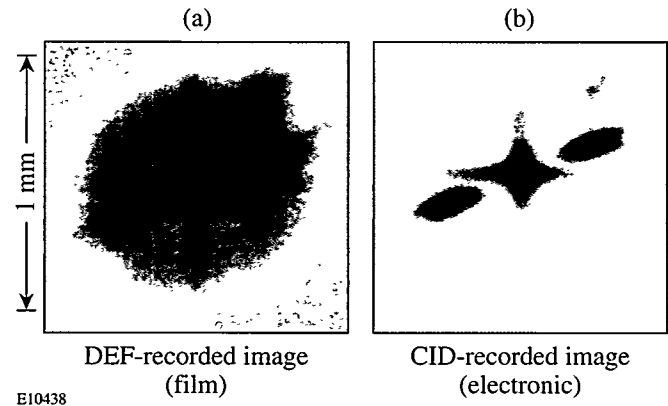 (a)
(b)
1 mm
DEF-recorded image
(film)
CID-recorded image
(electronic)
E10438